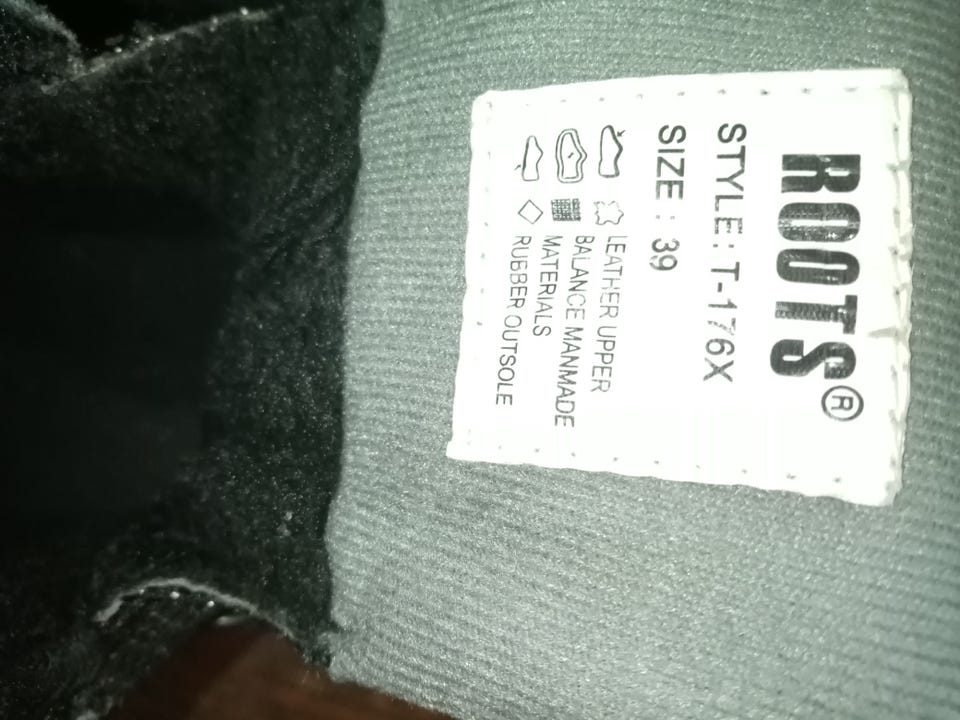 ROOTS®
STYLE: T-176X
SIZE: 39
LEATHER UPPER
BALANCE MANMADE
MATERIALS
RUBBER OUTSOLE